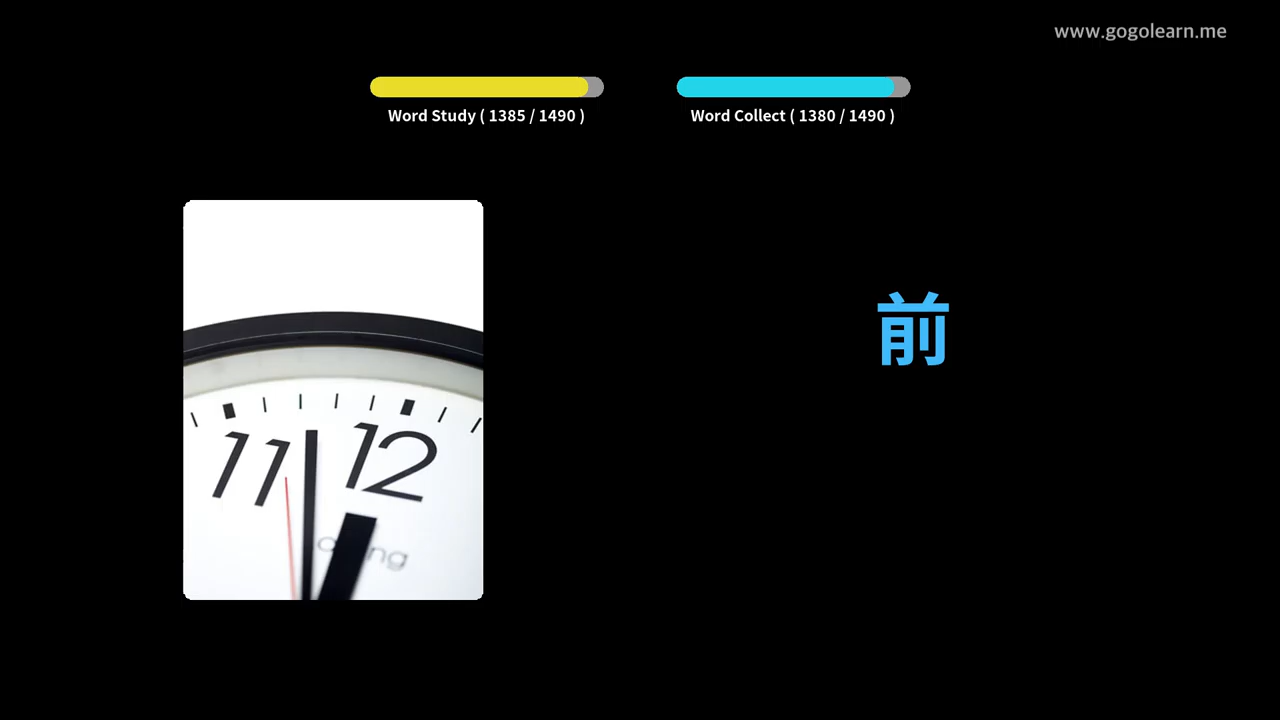 www.gogolearn.me
Word Study ( 1385 / 1490 )
Word Collect ( 1380 / 1490 )
前
11
12